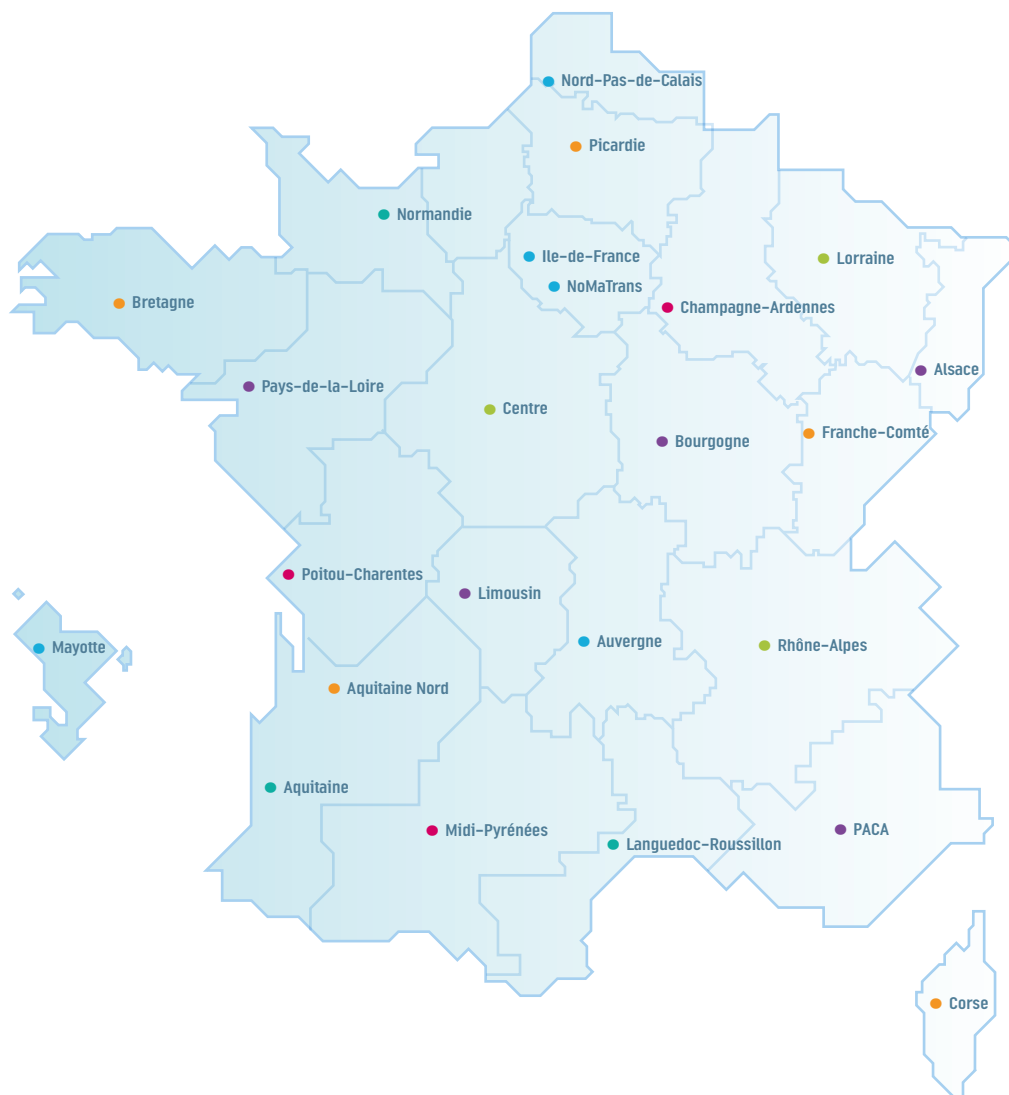 Nord-Pas-de-Calais
Picardie
Normandie
Ile-de-France
Lorraine
NoMaTrans
Bretagne
Champagne-Ardennes
Alsace
Pays-de-la-Loire
Centre
Franche-Comté
Bourgogne
Poitou-Charentes
Limousin
Auvergne
Rhône-Alpes
Mayotte
Aquitaine Nord
Aquitaine
Midi-Pyrénées
PACA
Languedoc-Roussillon
Corse